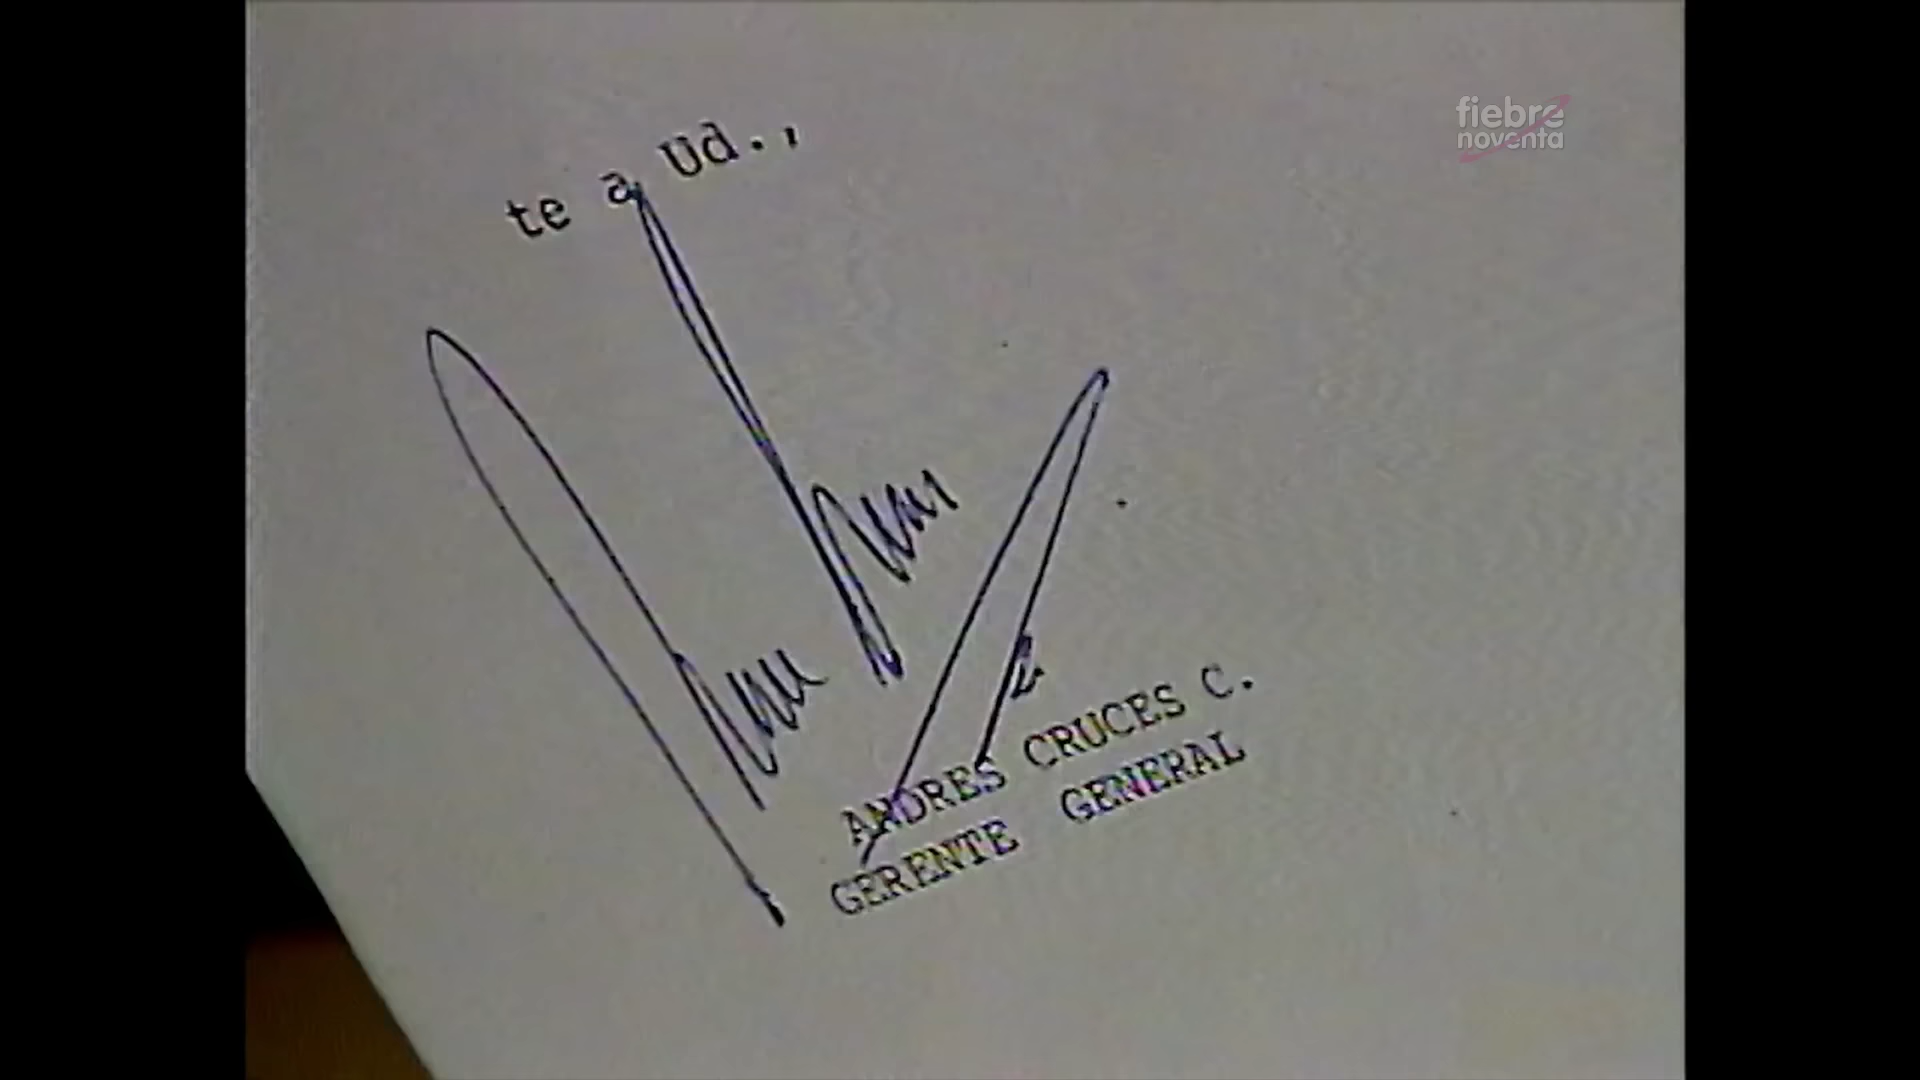 fiebre
noventa
te a Ud.,
ANDRES CRUCES C.
GERENTE GENERAL